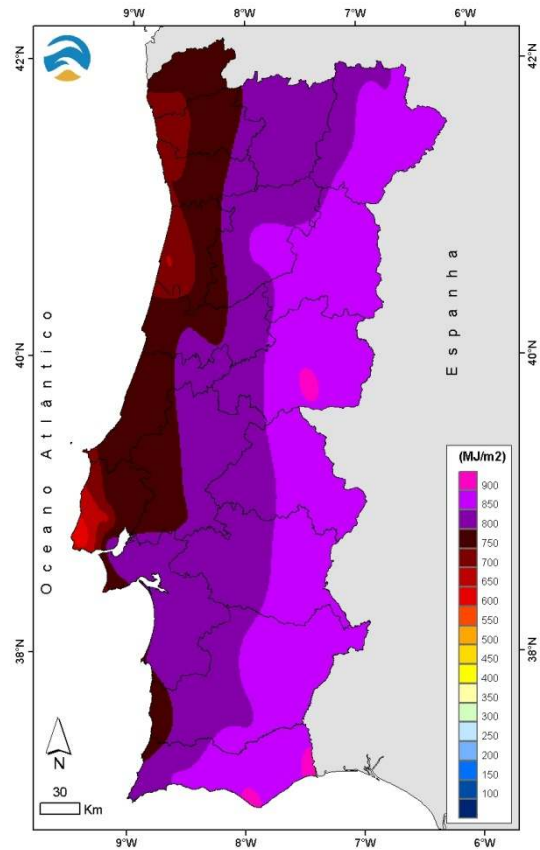 9°W 8°W 7°W 6°W
42°N 42°N
Espanha
40°N 40°N
Oceano Atlântico
(MJ/m2)
900
850
800
750
700
650
600
550
500
450
400
350
300
250
200
150
100
38°N 38°N
N
30
Km
9°W 8°W 7°W 6°W